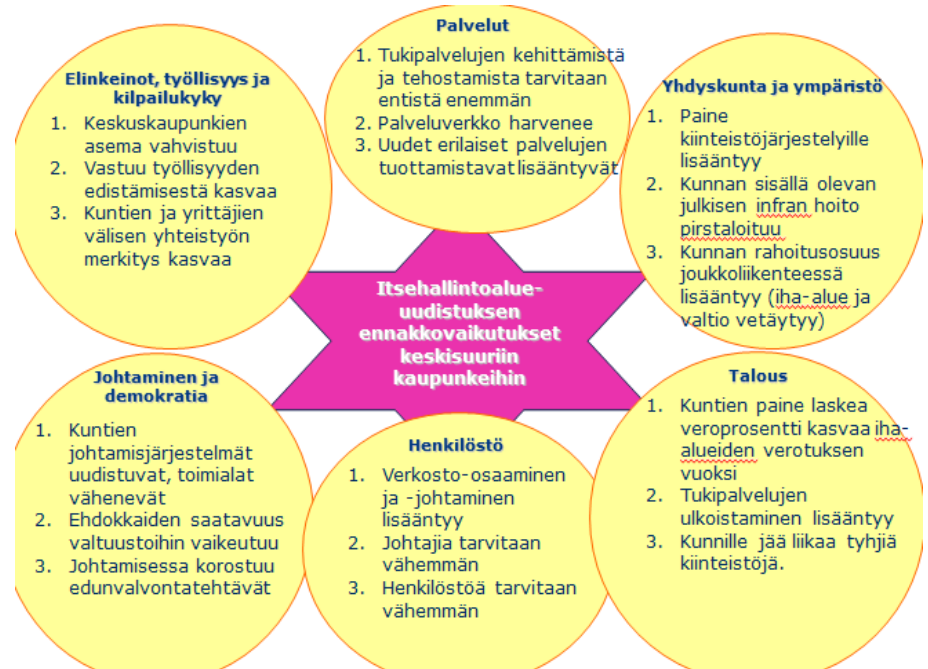 Palvelut
1. Tukipalvelujen kehittämistä
ja tehostamista tarvitaan
entistä enemmän
2. Palveluverkko harvenee
3. Uudet erilaiset palvelujen
tuottamistavat lisääntyvät
Elinkeinot, työllisyys ja
kilpailukyky
1. Keskuskaupunkien
asema vahvistuu
2. Vastuu työllisyyden
edistämisestä kasvaa
3. Kuntien ja yrittäjien
välisen yhteistyön
merkitys kasvaa
Yhdyskunta ja ympäristö
1. Paine
kiinteistöjärjestelyille
lisääntyy
2. Kunnan sisällä olevan
julkisen infran hoito
pirstaloituu
3. Kunnan rahoitusosuus
joukkoliikenteessä
lisääntyy (iha-alue ja
valtio vetäytyy)
Itsehallintoalue-
uudistuksen
ennakkovaikutukset
keskisuuriin
kaupunkeihin
Johtaminen ja
demokratia
1. Kuntien
johtamisjärjestelmät
uudistuvat, toimialat
vähenevät
2. Ehdokkaiden saatavuus
valtuustoihin vaikeutuu
3. Johtamisessa korostuu
edunvalvontatehtävät
Henkilöstö
1. Verkosto-osaaminen
ja -johtaminen
lisääntyy
2. Johtajia tarvitaan
vähemmän
3. Henkilöstöä tarvitaan
vähemmän
Talous
1. Kuntien paine laskea
veroprosentti kasvaa iha-
alueiden verotuksen
vuoksi
2. Tukipalvelujen
ulkoistaminen lisääntyy
3. Kunnille jää liikaa tyhjiä
kiinteistöjä.